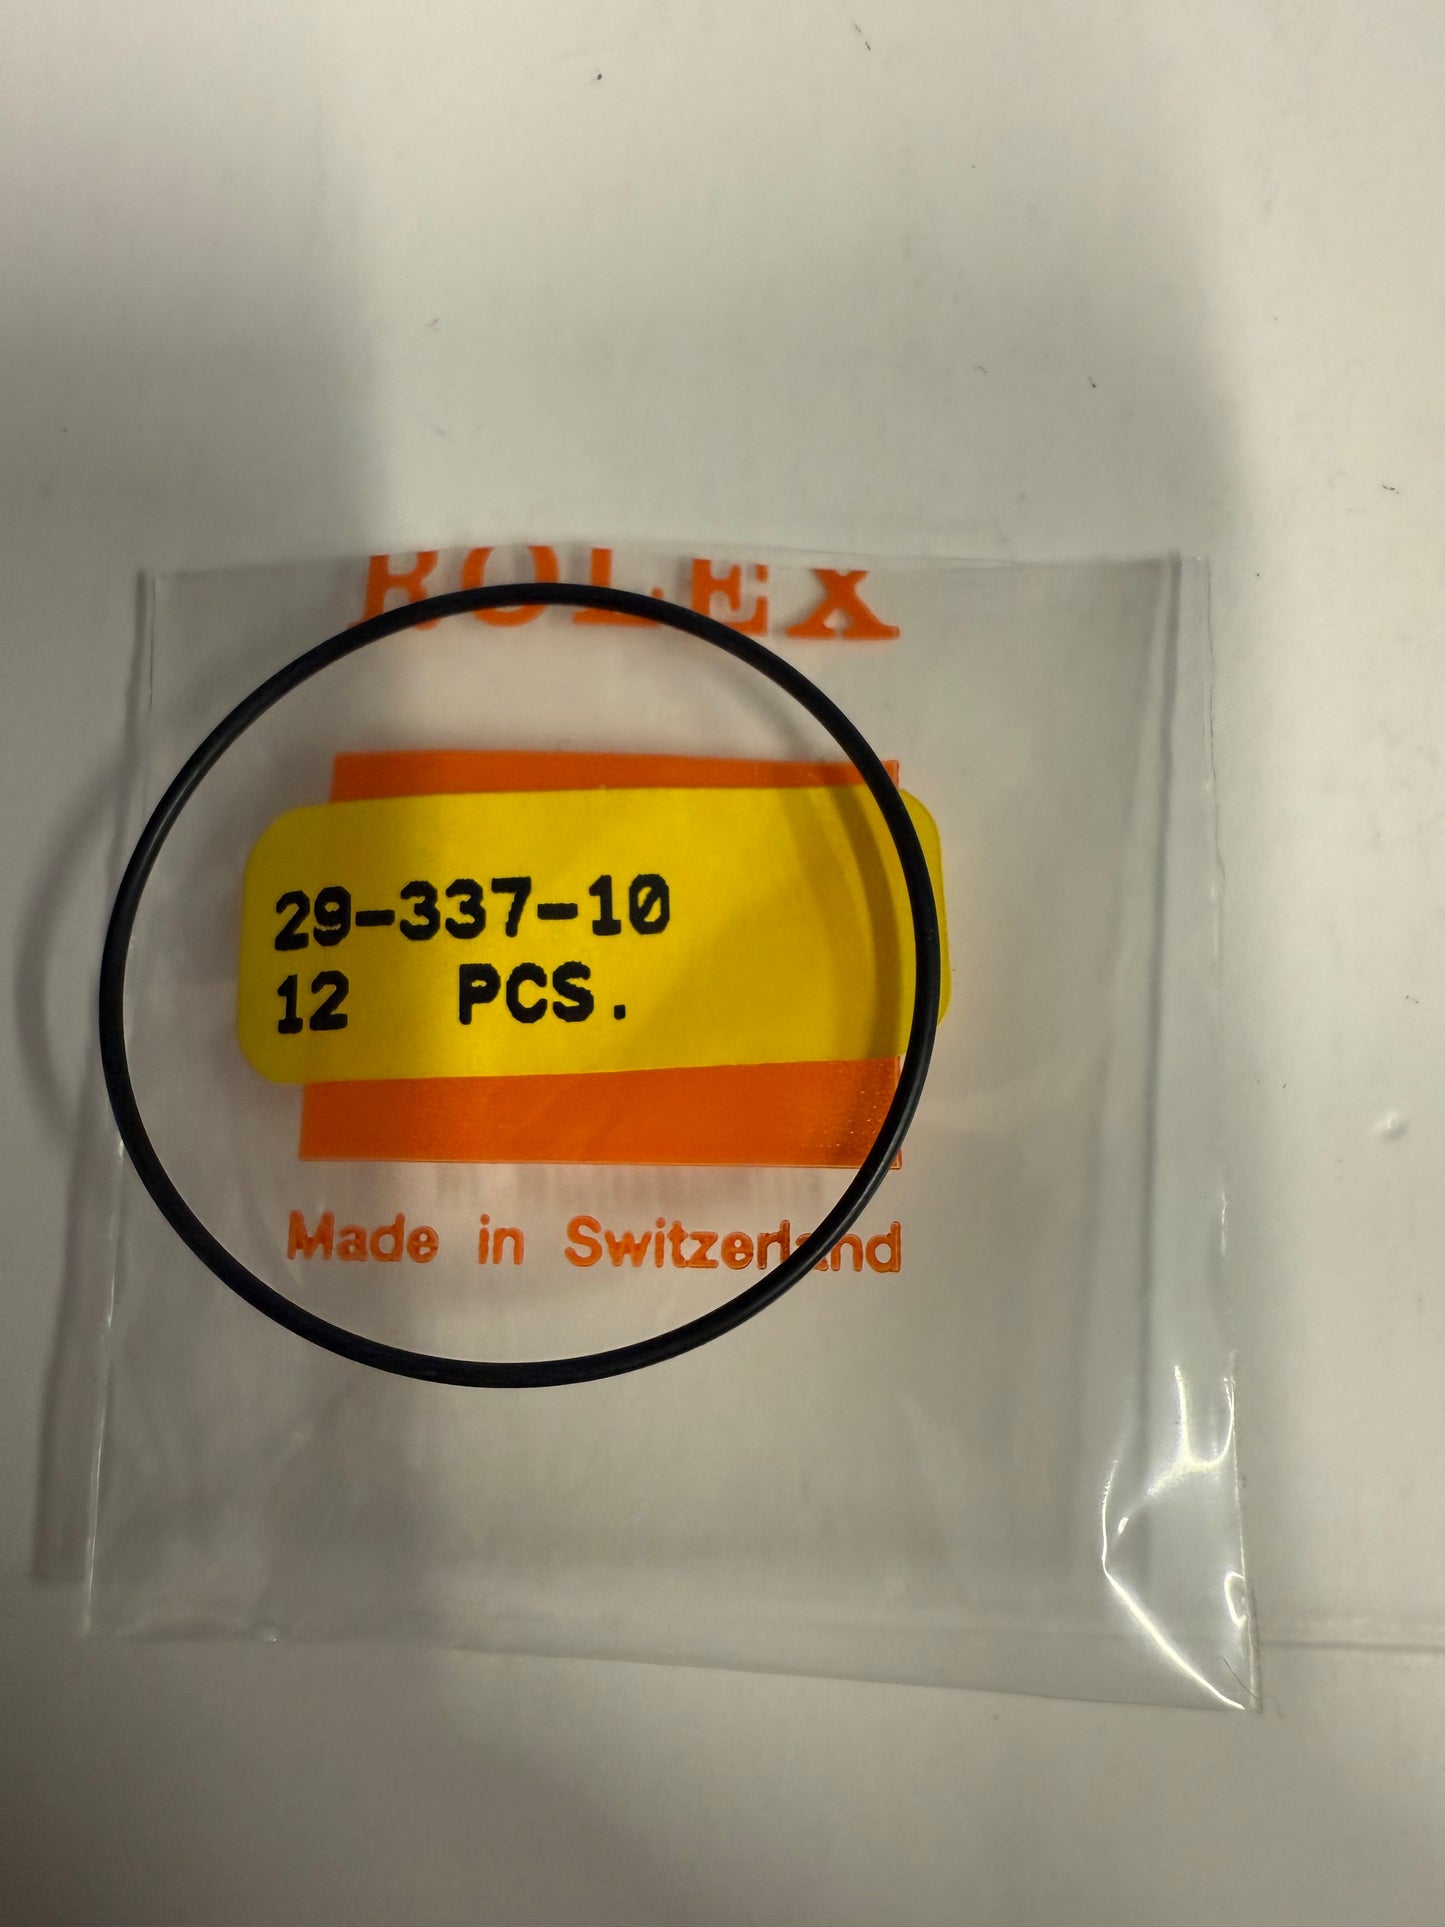 ROLEX
29-337-10
12 PCS.
Made in Switzerland